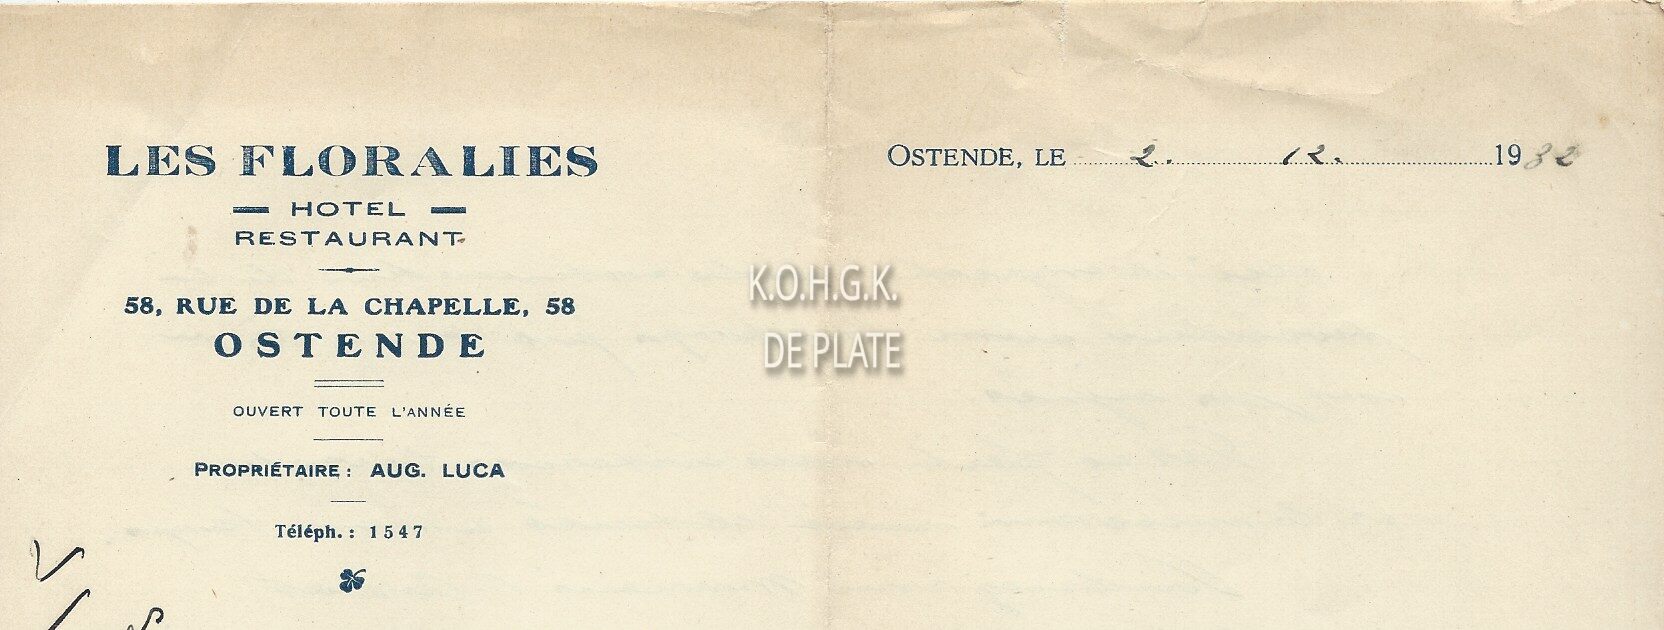 LES FLORALIES
HOTEL
RESTAURANT
58, RUE DE LA CHAPELLE, 58
OSTENDE
OUVERT TOUTE L'ANNÉE
PROPRIÉTAIRE : AUG. LUCA
Téléph. : 1547
OSTENDE, LE 2. 12. 1932
K.O.H.G.K.
DE PLATE